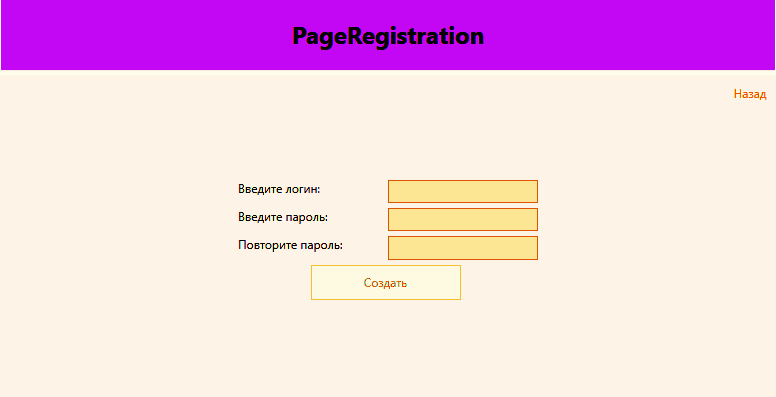 PageRegistration
Назад
Введите логин:
Введите пароль:
Повторите пароль:
Создать